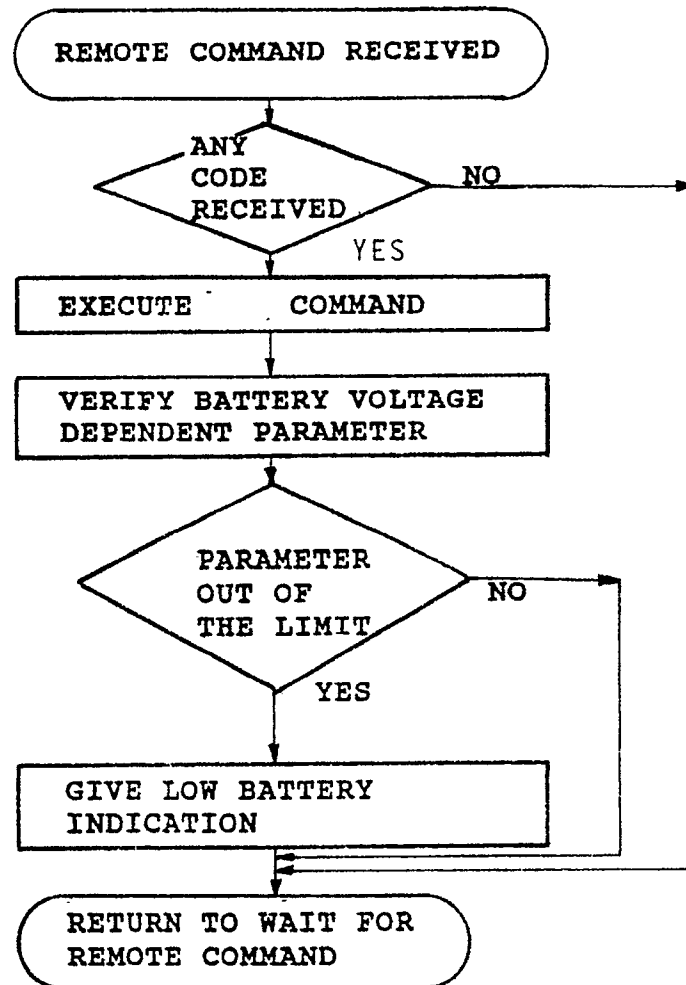 REMOTE COMMAND RECEIVED
ANY
CODE
RECEIVED
NO
YES
EXECUTE COMMAND
VERIFY BATTERY VOLTAGE
DEPENDENT PARAMETER
PARAMETER
OUT OF
THE LIMIT
NO
YES
GIVE LOW BATTERY
INDICATION
RETURN TO WAIT FOR
REMOTE COMMAND